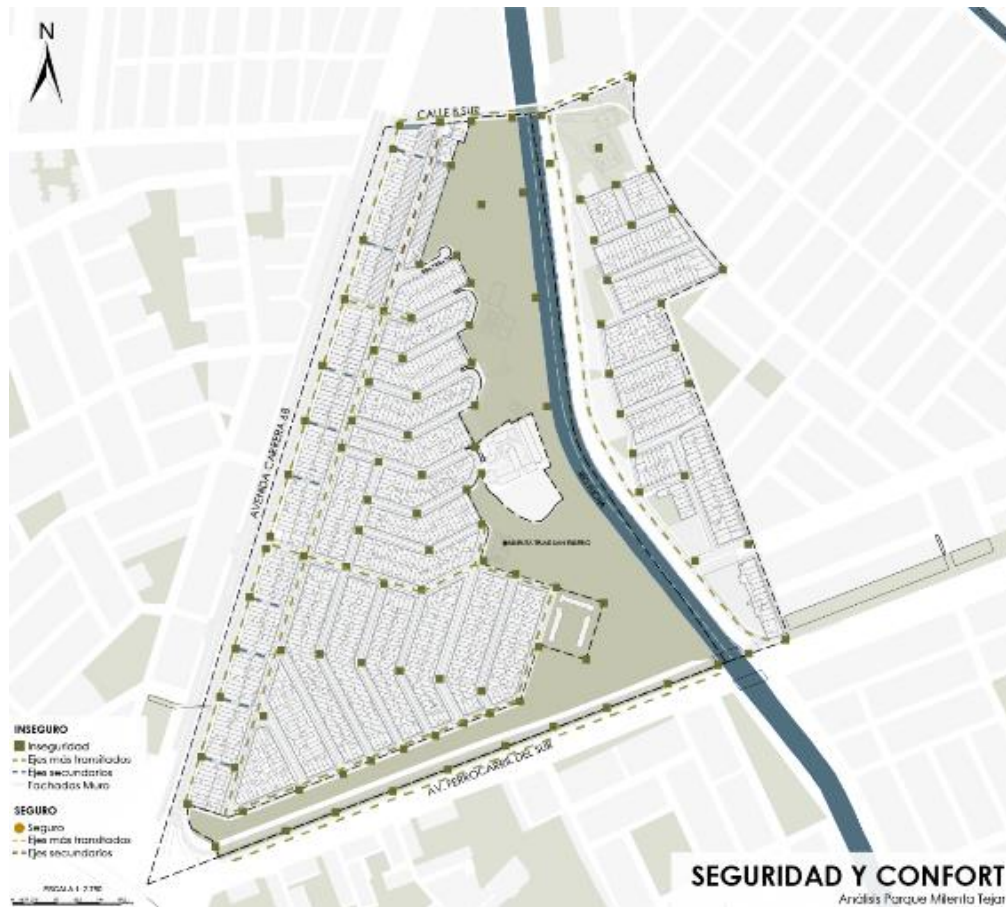 N
CALLE 8 SUR
AVENIDA CARRERA 68
AV. FERROCARRIL DEL SUR
INSEGURO
Inseguridad
Ejes más transitados
Ejes secundarios
Fachadas Muro
SEGURO
Seguro
Ejes más transitados
Ejes secundarios
SEGURIDAD Y CONFORT
Análisis Parque Milenta Tejar